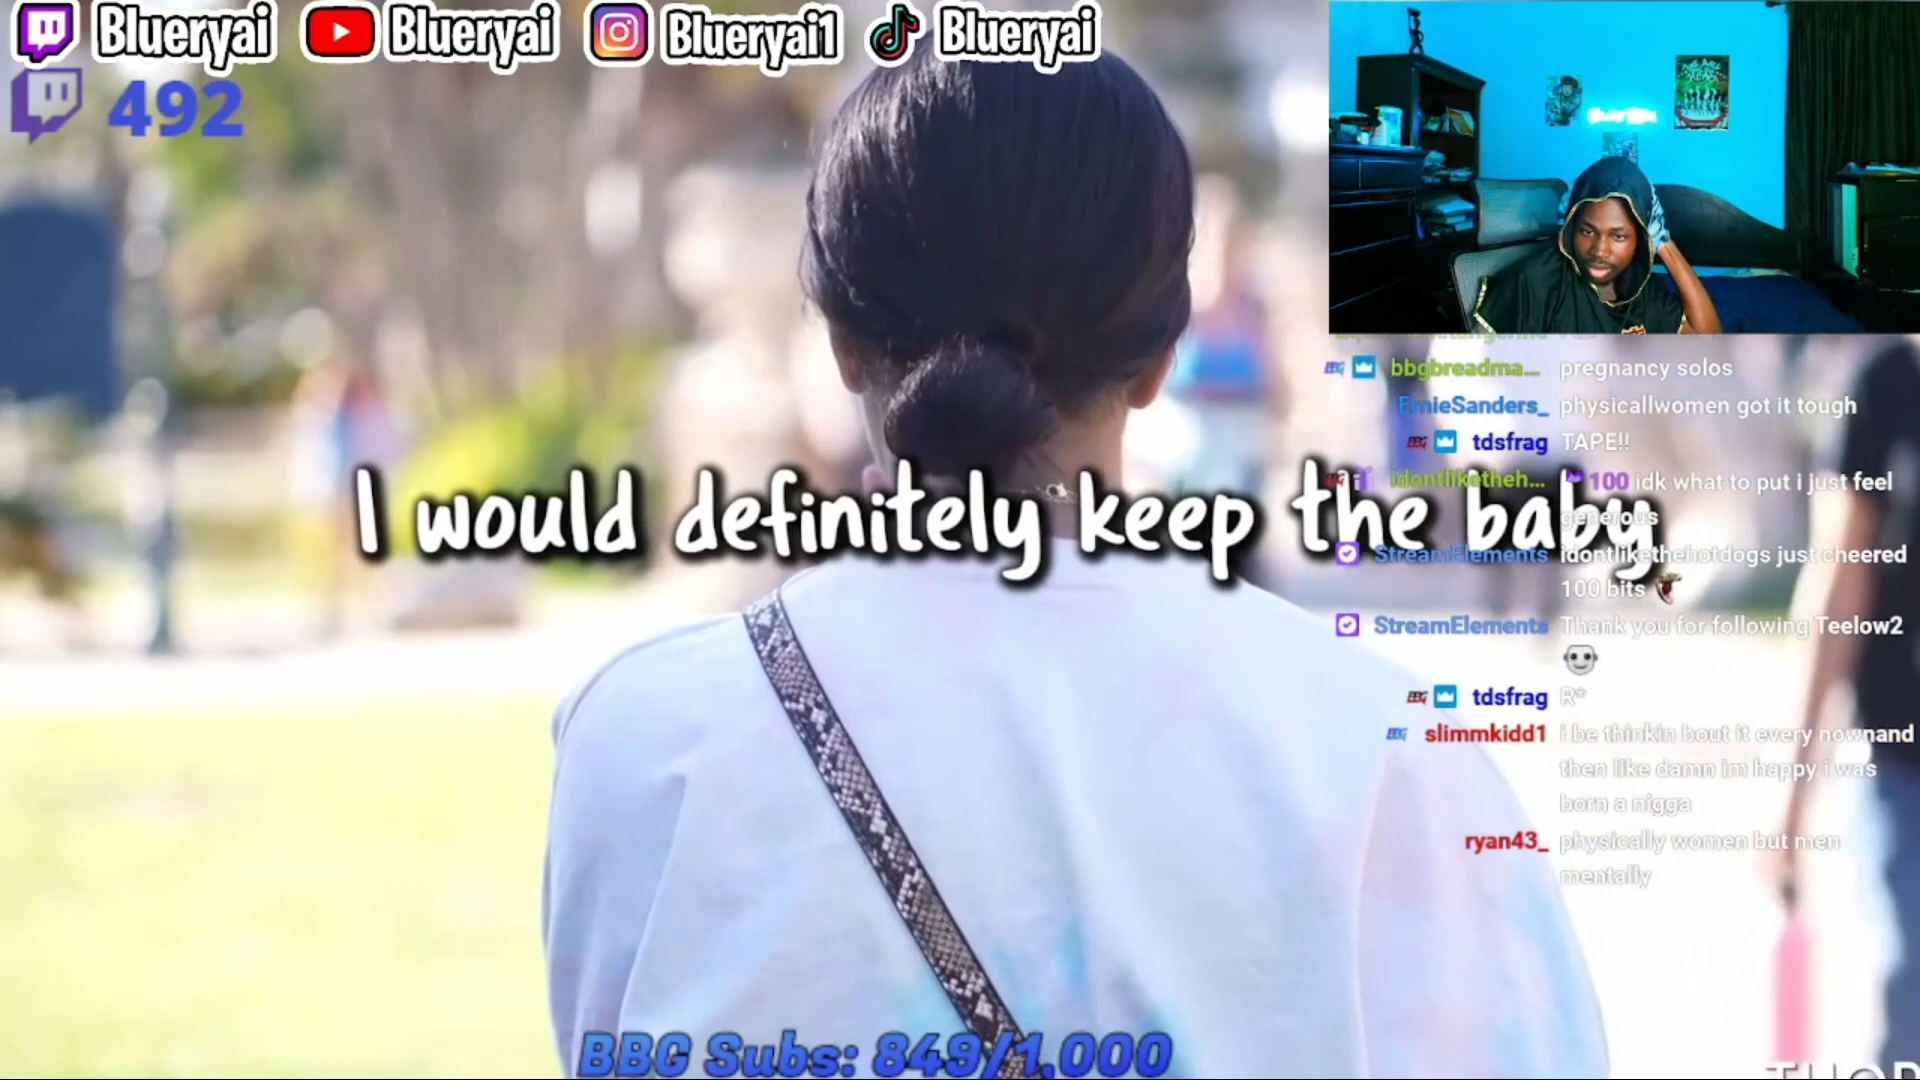 Blueryai Blueryai Blueryai1 Blueryai
492
bbgbreadma... pregnancy solos
EmieSanders_ physicallwomen got it tough
tdsfrag TAPE!!
idontliketheh... 100 idk what to put i just feel
generous
I would definitely keep the baby
StreamElements idontlikethehotdogs just cheered
100 bits
StreamElements Thank you for following Teelow2
tdsfrag R*
slimmkidd1 i be thinkin bout it every nownand
then like damn im happy i was
born a nigga
ryan43_ physically women but men
mentally
BBG Subs: 849/1,000